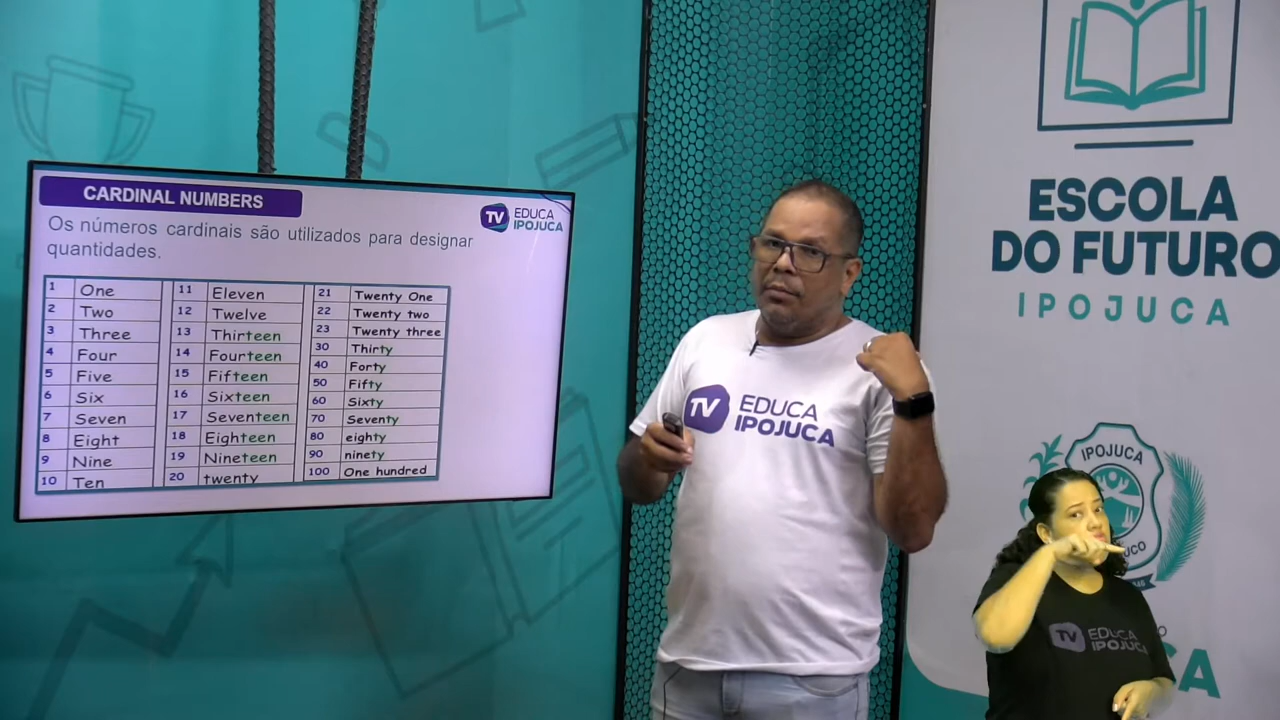 CARDINAL NUMBERS
TV EDUCA
IPOJUCA
Os números cardinais são utilizados para designar
quantidades.
1 One
2 Two
3 Three
4 Four
5 Five
6 Six
7 Seven
8 Eight
9 Nine
10 Ten
11 Eleven
12 Twelve
13 Thirteen
14 Fourteen
15 Fifteen
16 Sixteen
17 Seventeen
18 Eighteen
19 Nineteen
20 twenty
21 Twenty One
22 Twenty two
23 Twenty three
30 Thirty
40 Forty
50 Fifty
60 Sixty
70 Seventy
80 eighty
90 ninety
100 One hundred
TV EDUCA
IPOJUCA
ESCOLA
DO FUTURO
IPOJUCA
IPOJUCA
TV EDUCA
IPOJUCA